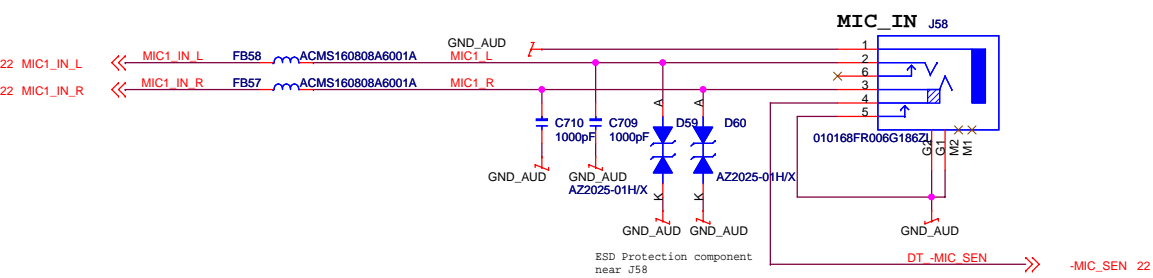 MIC_IN J58
GND_AUD
22 MIC1_IN_L MIC1_IN_L FB58 ACMS160808A6001A MIC1_L
22 MIC1_IN_R MIC1_IN_R FB57 ACMS160808A6001A MIC1_R
1
2
6
3
4
5
A A
C710 C709 D59 D60
1000pF 1000pF
010168FR006G186ZL
G2 G1 M2 M1
GND_AUD GND_AUD AZ2025-01H/X
AZ2025-01H/X
K K
GND_AUD GND_AUD GND_AUD
ESD Protection component
near J58
DT_-MIC_SEN -MIC_SEN 22